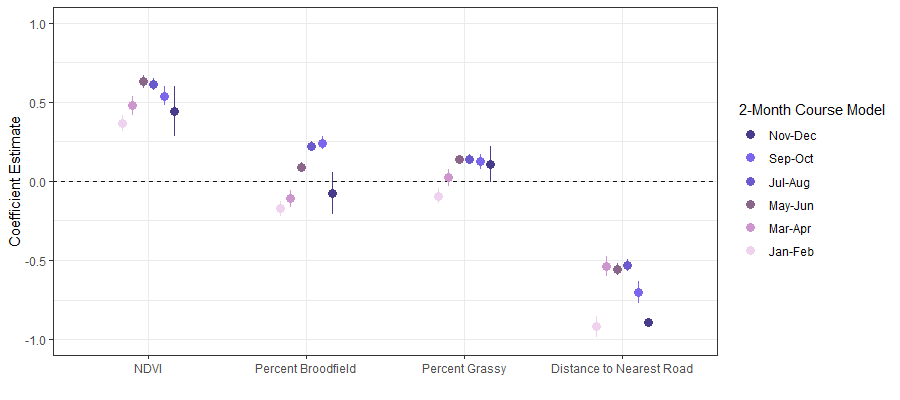 1.0
0.5
0.0
-0.5
-1.0
Coefficient Estimate
NDVI
Percent Broodfield
Percent Grassy
Distance to Nearest Road
2-Month Course Model
Nov-Dec
Sep-Oct
Jul-Aug
May-Jun
Mar-Apr
Jan-Feb